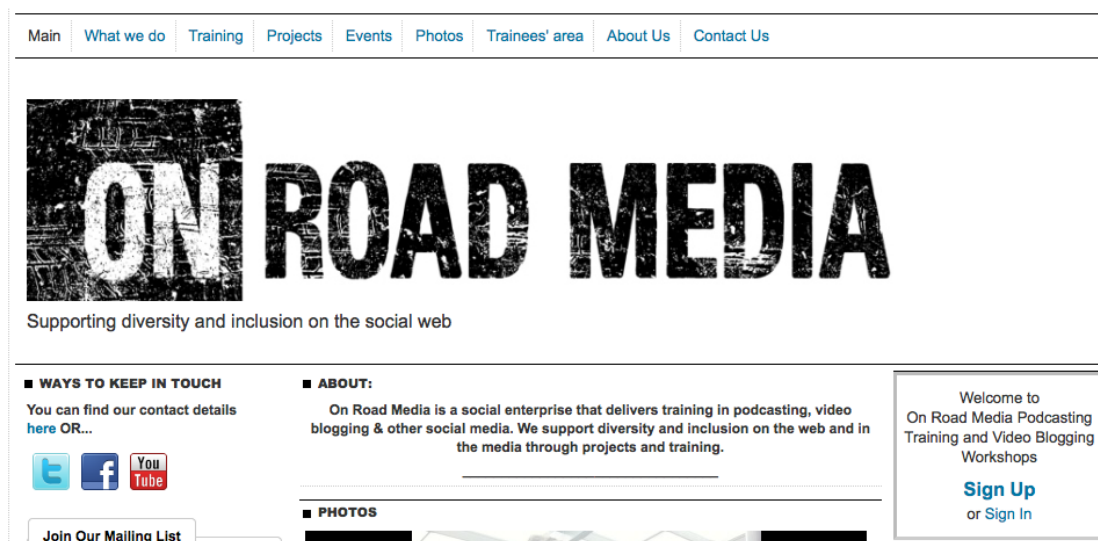 Main What we do Training Projects Events Photos Trainees' area About Us Contact Us
ON ROAD MEDIA
Supporting diversity and inclusion on the social web
WAYS TO KEEP IN TOUCH
You can find our contact details
here OR...
t f You
Tube
Join Our Mailing List
ABOUT:
On Road Media is a social enterprise that delivers training in podcasting, video
blogging & other social media. We support diversity and inclusion on the web and in
the media through projects and training.
PHOTOS
Welcome to
On Road Media Podcasting
Training and Video Blogging
Workshops
Sign Up
or Sign In